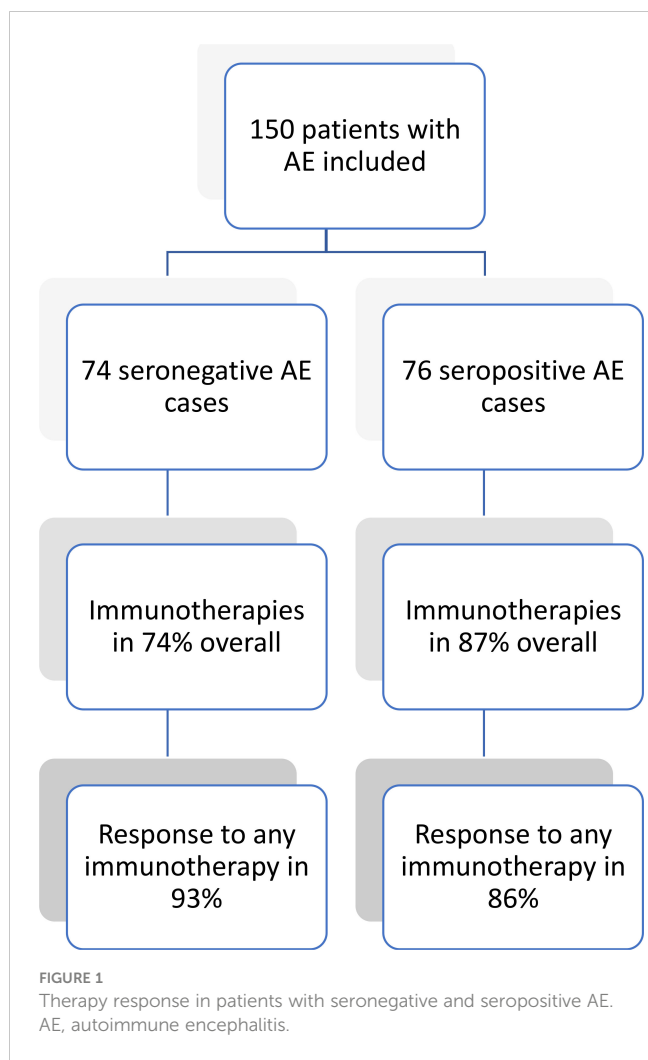 150 patients with
AE included
74 seronegative AE
cases
76 seropositive AE
cases
Immunotherapies
in 74% overall
Immunotherapies
in 87% overall
Response to any
immunotherapy in
93%
Response to any
immunotherapy in
86%
FIGURE 1
Therapy response in patients with seronegative and seropositive AE.
AE, autoimmune encephalitis.